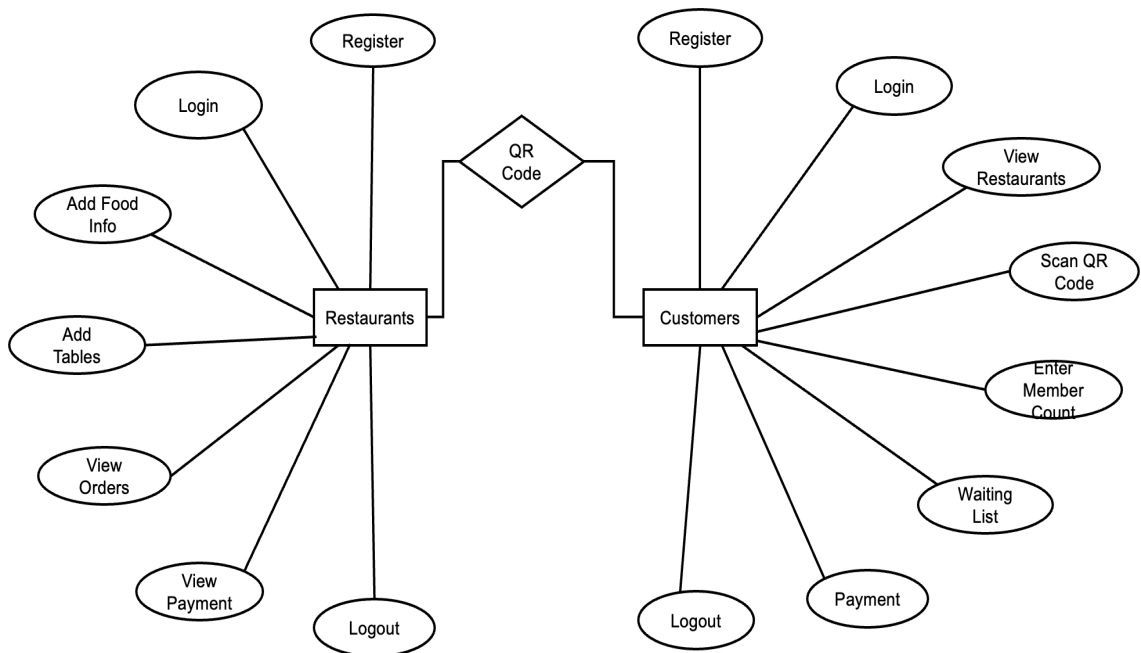 Register
Login
Add Food
Info
Add
Tables
View
Orders
View
Payment
Logout
Restaurants
QR
Code
Customers
Register
Login
View
Restaurants
Scan QR
Code
Enter
Member
Count
Waiting
List
Payment
Logout